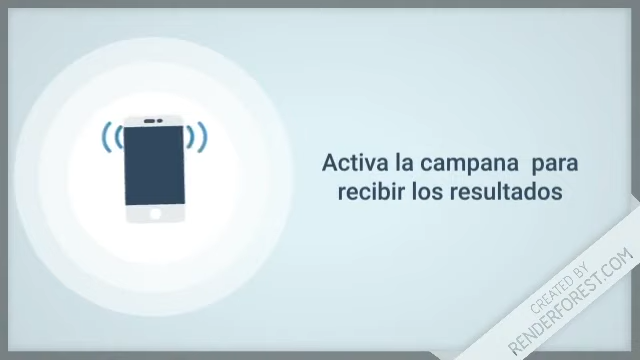 Activa la campana  para
recibir los resultados
CREATED BY
RENDERFOREST.COM